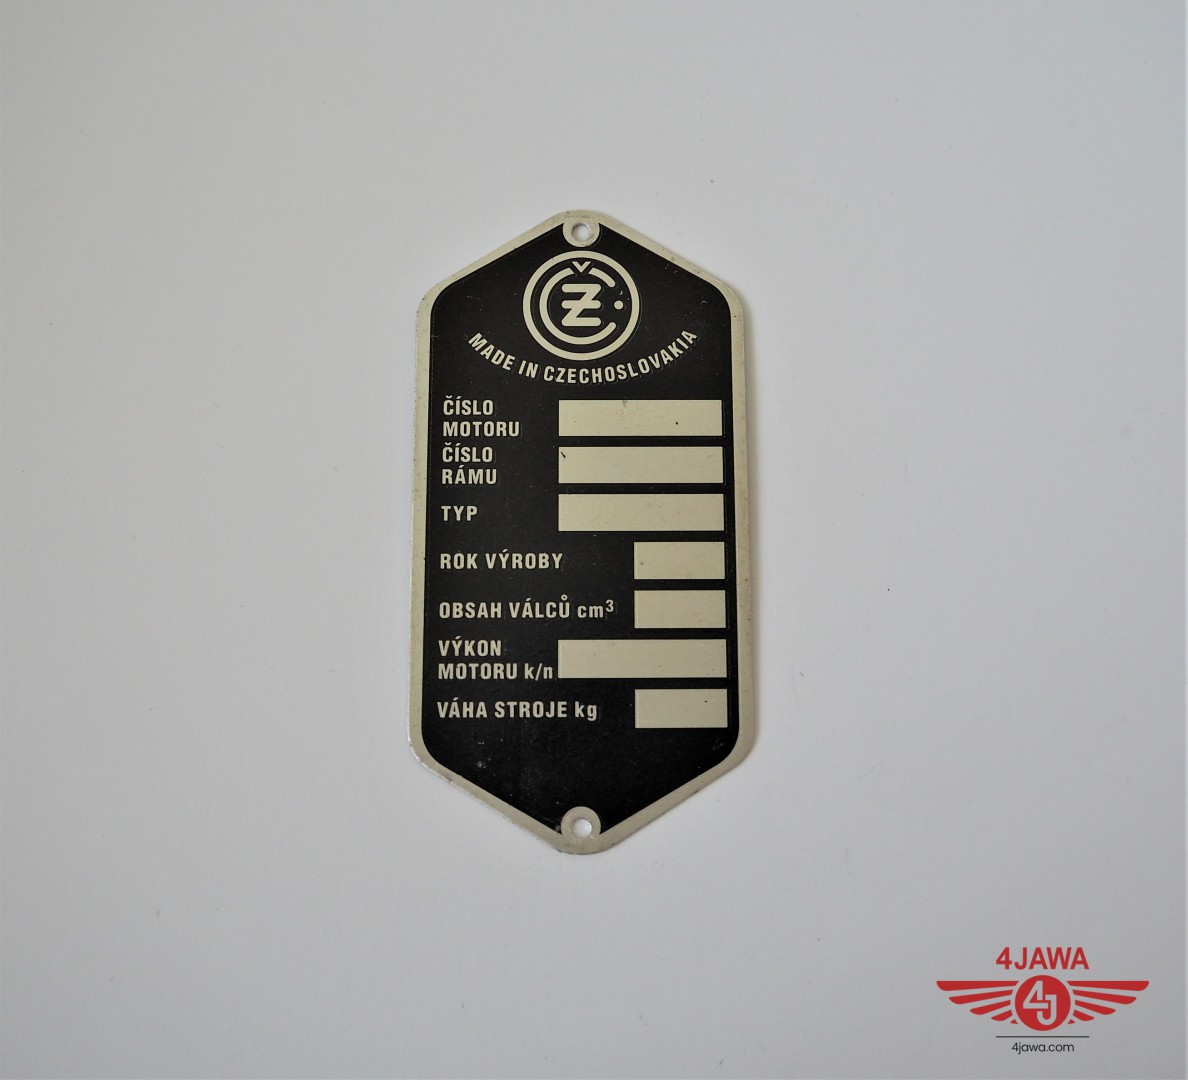 ČZ
MADE IN CZECHOSLOVAKIA
ČÍSLO
MOTORU
ČÍSLO
RÁMU
TYP
ROK VÝROBY
OBSAH VÁLCŮ cm³
VÝKON
MOTORU k/n
VÁHA STROJE kg
4JAWA
4J
4jawa.com